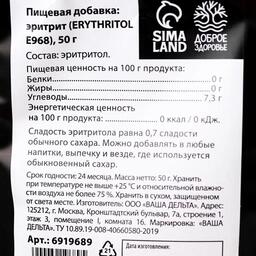 Пищевая добавка:
эритрит (ERYTHRITOL
E968), 50 г
SIMA
LAND
ДОБРОЕ
ЗДОРОВЬЕ
Состав: эритритол.
Пищевая ценность на 100 г продукта:
Белки 0 г
Жиры 0 г
Углеводы 7,3 г
Энергетическая ценность
на 100 г продукта: 0 ккал / 0 кДж.
Сладость эритритола равна 0,7 сладости
обычного сахара. Можно добавлять в любые
напитки, выпечку и везде, где используется
обыкновенный сахар.
Срок годности: 24 месяца. Масса нетто: 50 г. Хранить
при температуре не выше +25 °С и относительной влажности
воздуха не более 75 %. Хранить в сухом, защищенном
от света месте. Изготовитель: ООО «ВАША ДЕЛЬТА». Адрес:
125212, г. Москва, Кронштадтский бульвар, 7а, строение 1,
этаж 3, помещение I, комната 16. Маркировка: «ВАША
ДЕЛЬТА» ТУ 10.89.19-008-40660580-2019
Арт.: 6919689
21
ДАТА ИЗГОТОВЛЕНИЯ: